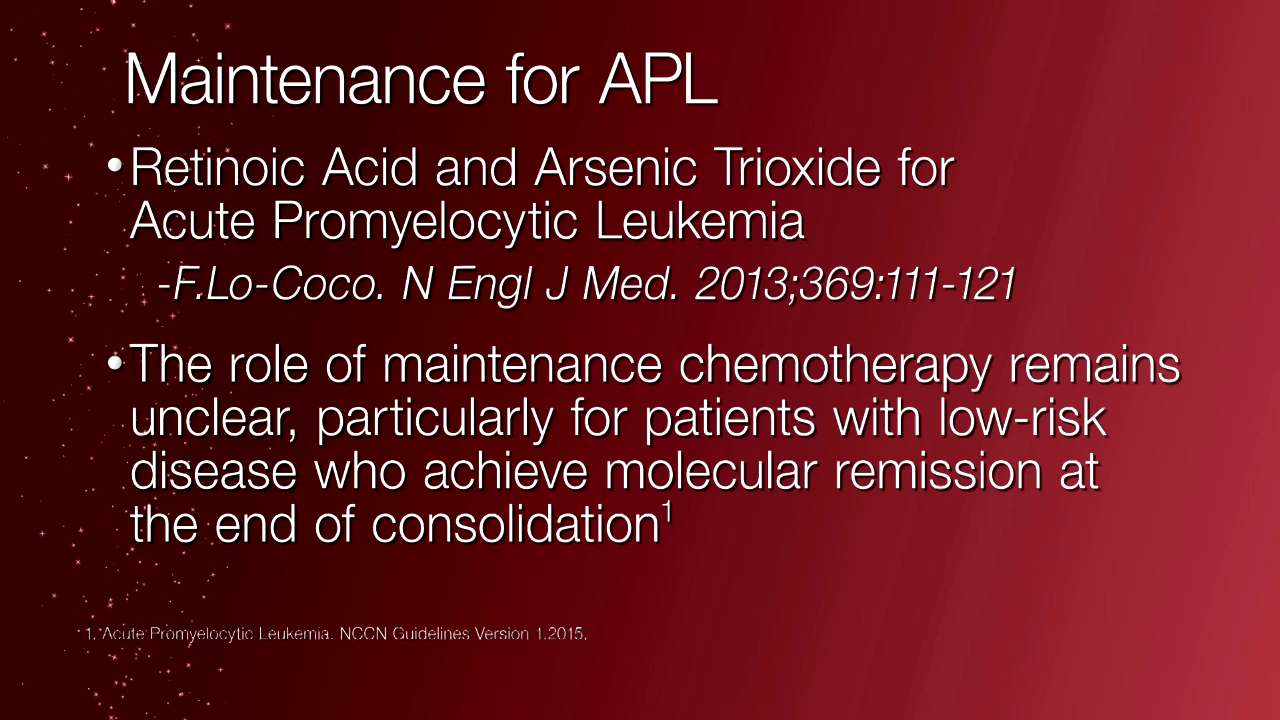 Maintenance for APL
•Retinoic Acid and Arsenic Trioxide for
Acute Promyelocytic Leukemia
-F.Lo-Coco. N Engl J Med. 2013;369:111-121
•The role of maintenance chemotherapy remains
unclear, particularly for patients with low-risk
disease who achieve molecular remission at
the end of consolidation¹
1. Acute Promyelocytic Leukemia. NCCN Guidelines Version 1.2015.